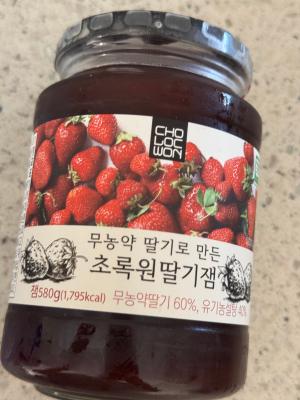 CHO
LOC
WON
무농약 딸기로 만든
초록원딸기잼
잼580g(1,795kcal) 무농약딸기 60%, 유기농설탕 40%